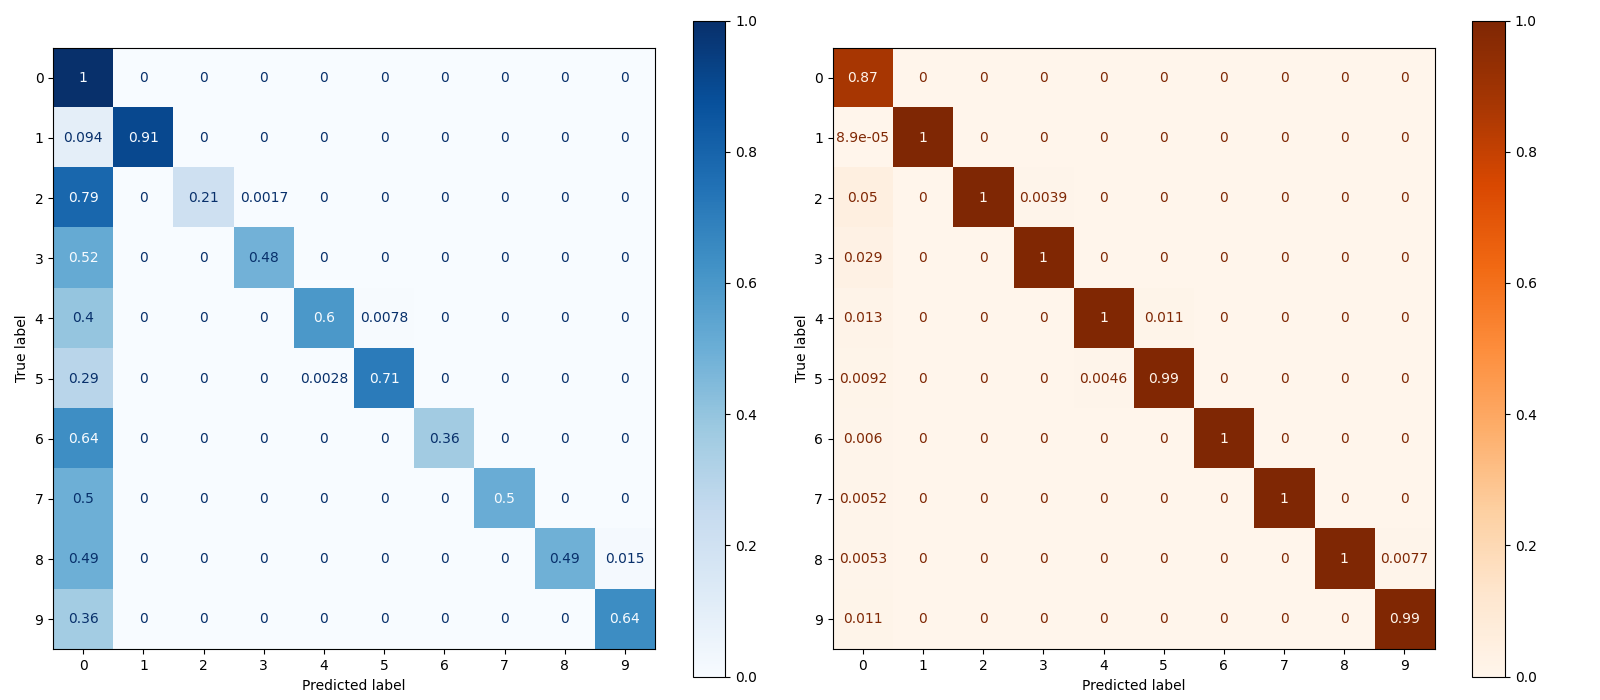 1.0
1.0
0 1 0 0 0 0 0 0 0 0 0
0 0.87 0 0 0 0 0 0 0 0 0
1 0.094 0.91 0 0 0 0 0 0 0 0
1 8.9e-05 1 0 0 0 0 0 0 0 0
0.8
0.8
2 0.79 0 0.21 0.0017 0 0 0 0 0 0
2 0.05 0 1 0.0039 0 0 0 0 0 0
3 0.52 0 0 0.48 0 0 0 0 0 0
3 0.029 0 0 1 0 0 0 0 0 0
0.6
0.6
4 0.4 0 0 0 0.6 0.0078 0 0 0 0
4 0.013 0 0 0 1 0.011 0 0 0 0
True label
True label
5 0.29 0 0 0 0.0028 0.71 0 0 0 0
5 0.0092 0 0 0 0.0046 0.99 0 0 0 0
0.4
0.4
6 0.64 0 0 0 0 0 0.36 0 0 0
6 0.006 0 0 0 0 0 1 0 0 0
7 0.5 0 0 0 0 0 0 0.5 0 0
7 0.0052 0 0 0 0 0 0 1 0 0
0.2
0.2
8 0.49 0 0 0 0 0 0 0 0.49 0.015
8 0.0053 0 0 0 0 0 0 0 1 0.0077
9 0.36 0 0 0 0 0 0 0 0 0.64
9 0.011 0 0 0 0 0 0 0 0 0.99
0 1 2 3 4 5 6 7 8 9
0 1 2 3 4 5 6 7 8 9
0.0
0.0
Predicted label
Predicted label